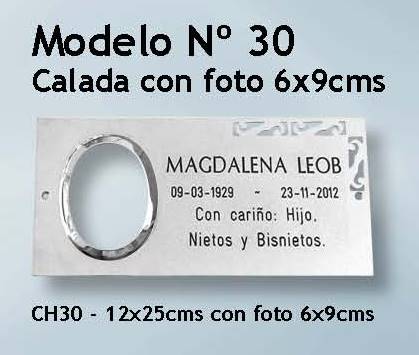 Modelo Nº 30
Calada con foto 6x9cms
MAGDALENA LEOB
09-03-1929 - 23-11-2012
Con cariño: Hijo,
Nietos y Bisnietos.
CH30 - 12x25cms con foto 6x9cms